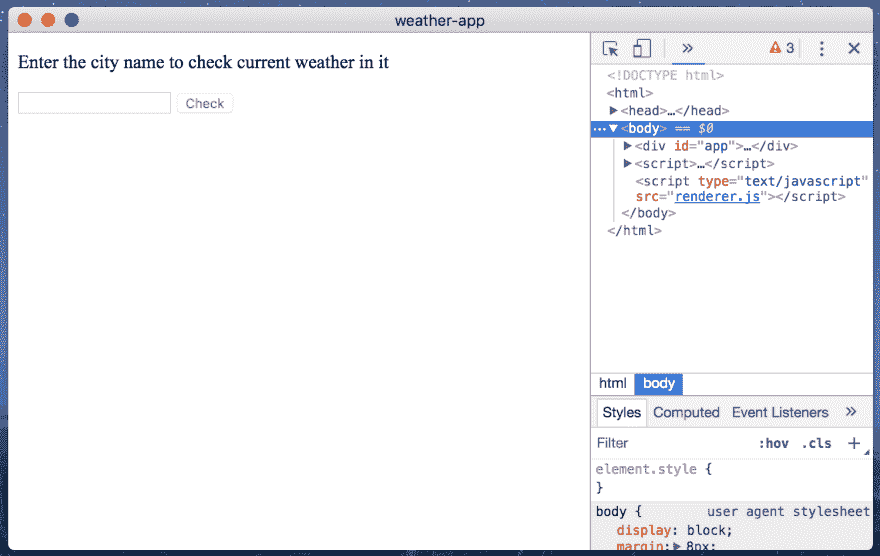 weather-app
Enter the city name to check current weather in it
Check
» 3
<!DOCTYPE html>
<html>
▶<head>…</head>
…▼<body> == $0
▶<div id="app">…</div>
▶<script>…</script>
<script type="text/javascript"
src="renderer.js"></script>
</body>
</html>
html body
Styles Computed Event Listeners »
Filter :hov .cls +
element.style {
}
body { user agent stylesheet
display: block;
margin:▶ 8px;